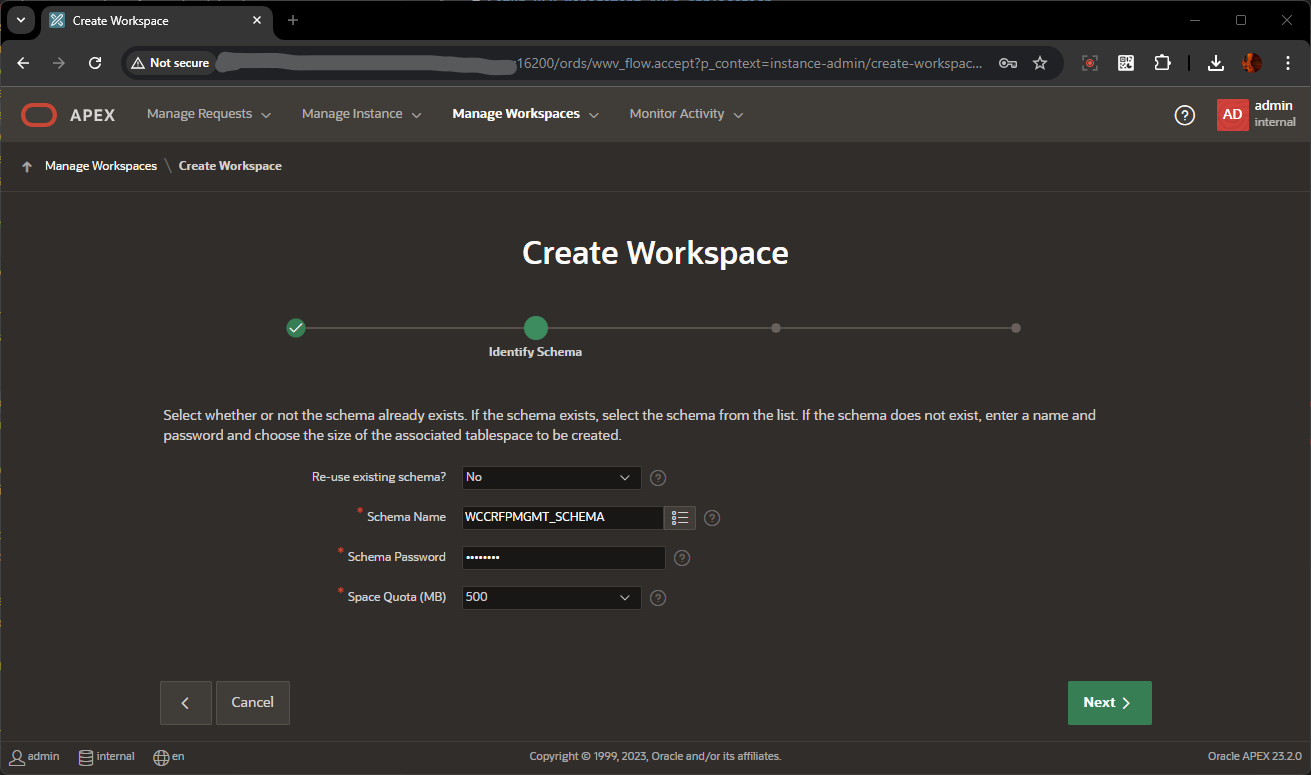 Create Workspace
Not secure
:16200/ords/wwv_flow.accept?p_context=instance-admin/create-workspac...
APEX
Manage Requests
Manage Instance
Manage Workspaces
Monitor Activity
?
AD
admin
internal
Manage Workspaces \ Create Workspace
Create Workspace
Identify Schema
Select whether or not the schema already exists. If the schema exists, select the schema from the list. If the schema does not exist, enter a name and
password and choose the size of the associated tablespace to be created.
Re-use existing schema? No ?
* Schema Name WCCRFPMGMT_SCHEMA ?
* Schema Password •••••••• ?
* Space Quota (MB) 500 ?
Cancel
Next
admin internal en Copyright © 1999, 2023, Oracle and/or its affiliates. Oracle APEX 23.2.0